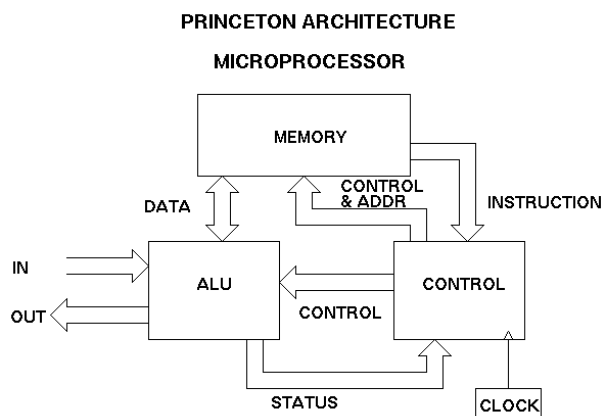 PRINCETON ARCHITECTURE
MICROPROCESSOR
MEMORY
CONTROL
& ADDR
DATA
INSTRUCTION
IN
ALU
CONTROL
OUT
CONTROL
STATUS
CLOCK